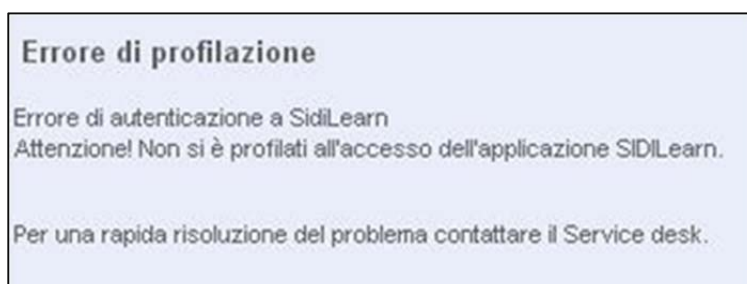 Errore di profilazione
Errore di autenticazione a SidiLearn
Attenzione! Non si è profilati all'accesso dell'applicazione SIDILearn.
Per una rapida risoluzione del problema contattare il Service desk.